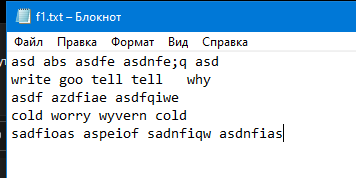 f1.txt – Блокнот
Файл Правка Формат Вид Справка
asd abs asdfe asdnfe;q asd
write goo tell tell   why
asdf azdfiae asdfqiwe
cold worry wyvern cold
sadfioas aspeiof sadnfiqw asdnfias